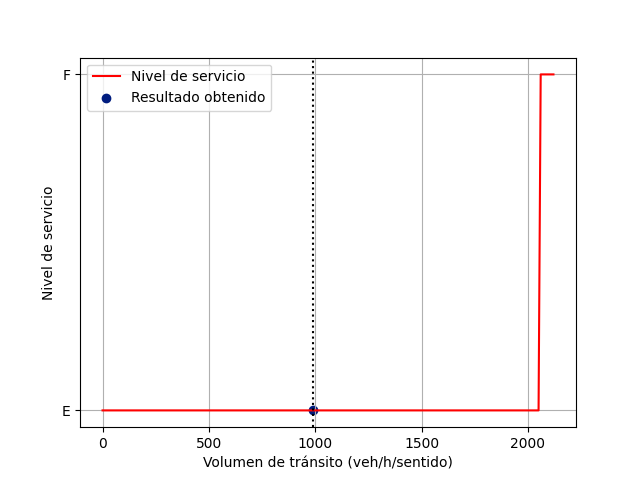 F
Nivel de servicio
Resultado obtenido
Nivel de servicio
E
0 500 1000 1500 2000
Volumen de tránsito (veh/h/sentido)